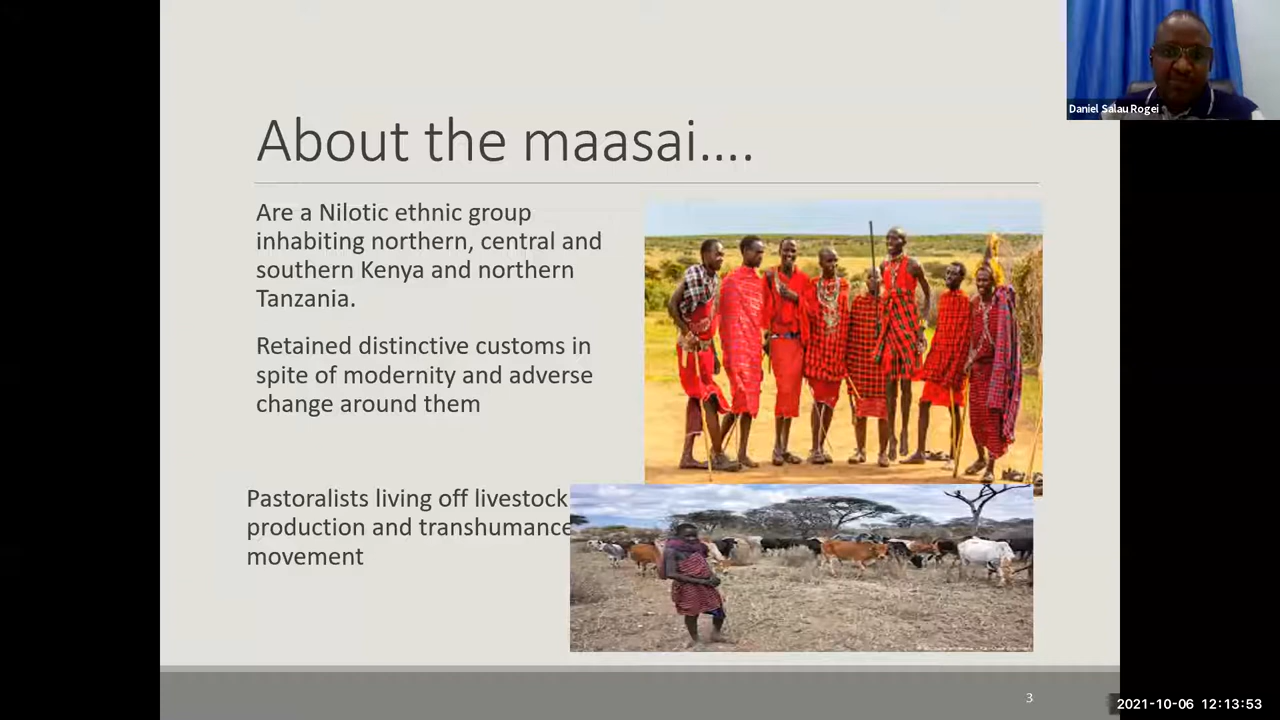 Daniel Salau Rogei
About the maasai....
Are a Nilotic ethnic group
inhabiting northern, central and
southern Kenya and northern
Tanzania.
Retained distinctive customs in
spite of modernity and adverse
change around them
Pastoralists living off livestock
production and transhumance
movement
3
2021-10-06 12:13:53